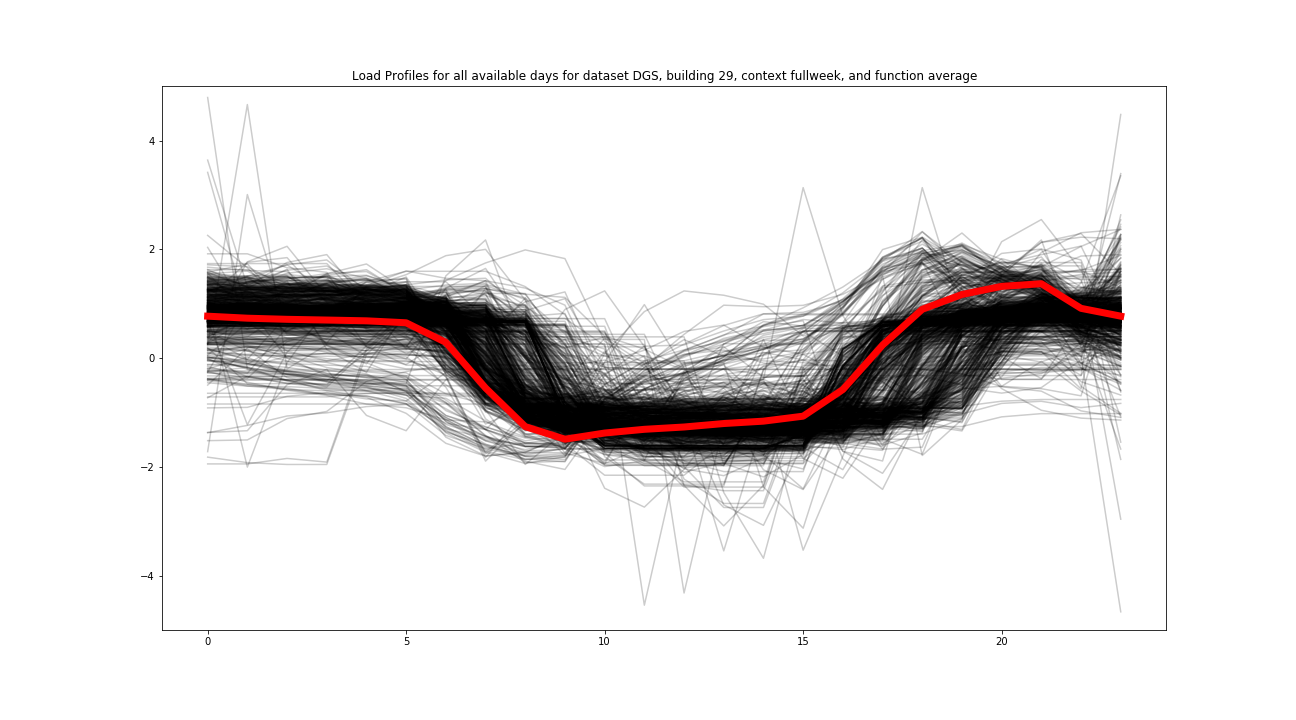 Load Profiles for all available days for dataset DGS, building 29, context fullweek, and function average
4
2
0
−2
−4
0 5 10 15 20